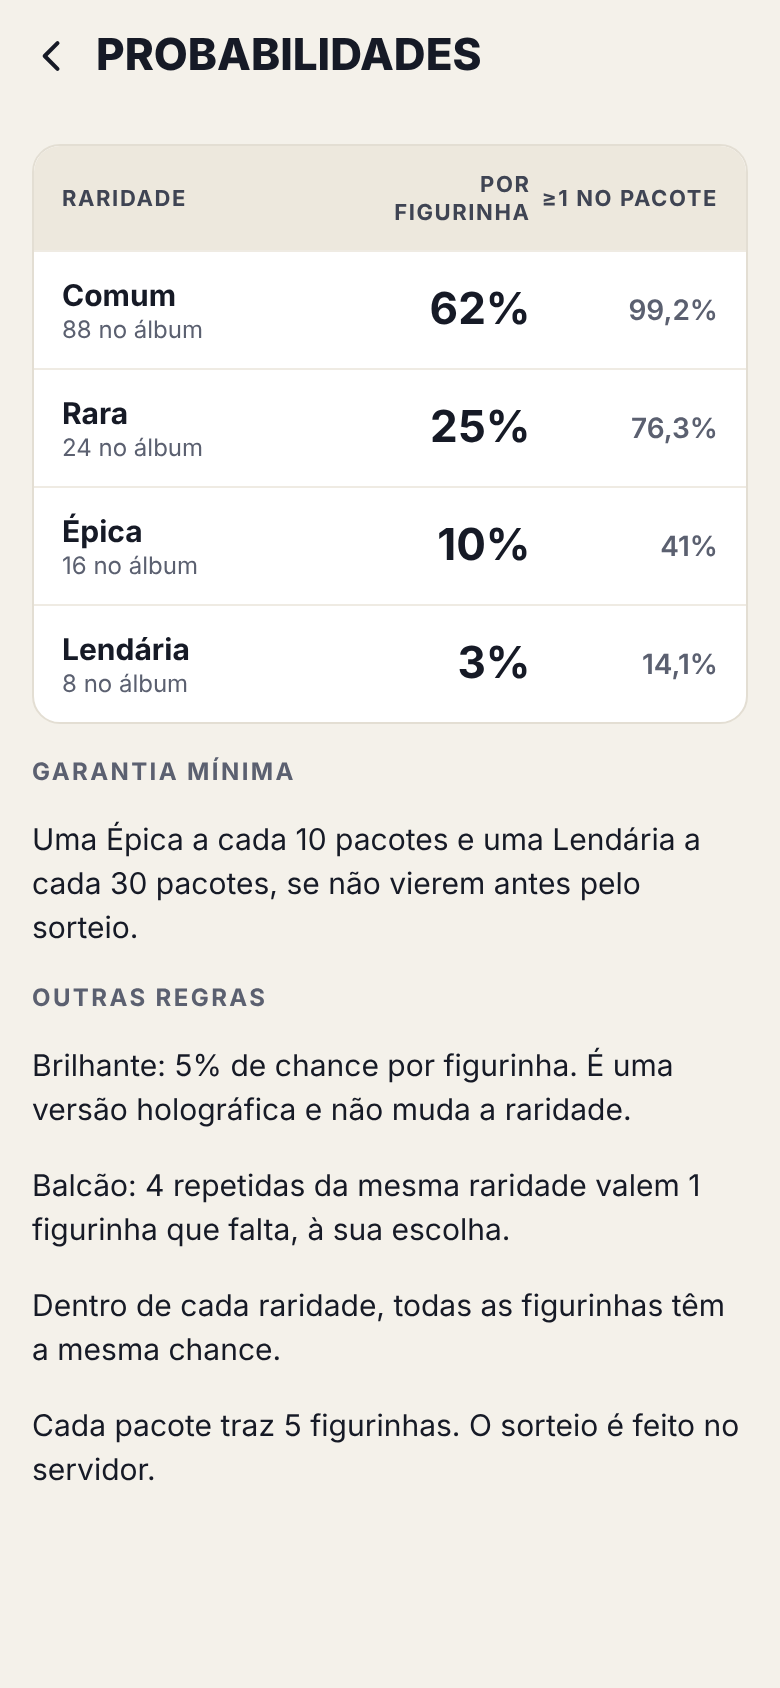 PROBABILIDADES
RARIDADE
POR
FIGURINHA
≥1 NO PACOTE
Comum
88 no álbum
62%
99,2%
Rara
24 no álbum
25%
76,3%
Épica
16 no álbum
10%
41%
Lendária
8 no álbum
3%
14,1%
GARANTIA MÍNIMA
Uma Épica a cada 10 pacotes e uma Lendária a
cada 30 pacotes, se não vierem antes pelo
sorteio.
OUTRAS REGRAS
Brilhante: 5% de chance por figurinha. É uma
versão holográfica e não muda a raridade.
Balcão: 4 repetidas da mesma raridade valem 1
figurinha que falta, à sua escolha.
Dentro de cada raridade, todas as figurinhas têm
a mesma chance.
Cada pacote traz 5 figurinhas. O sorteio é feito no
servidor.